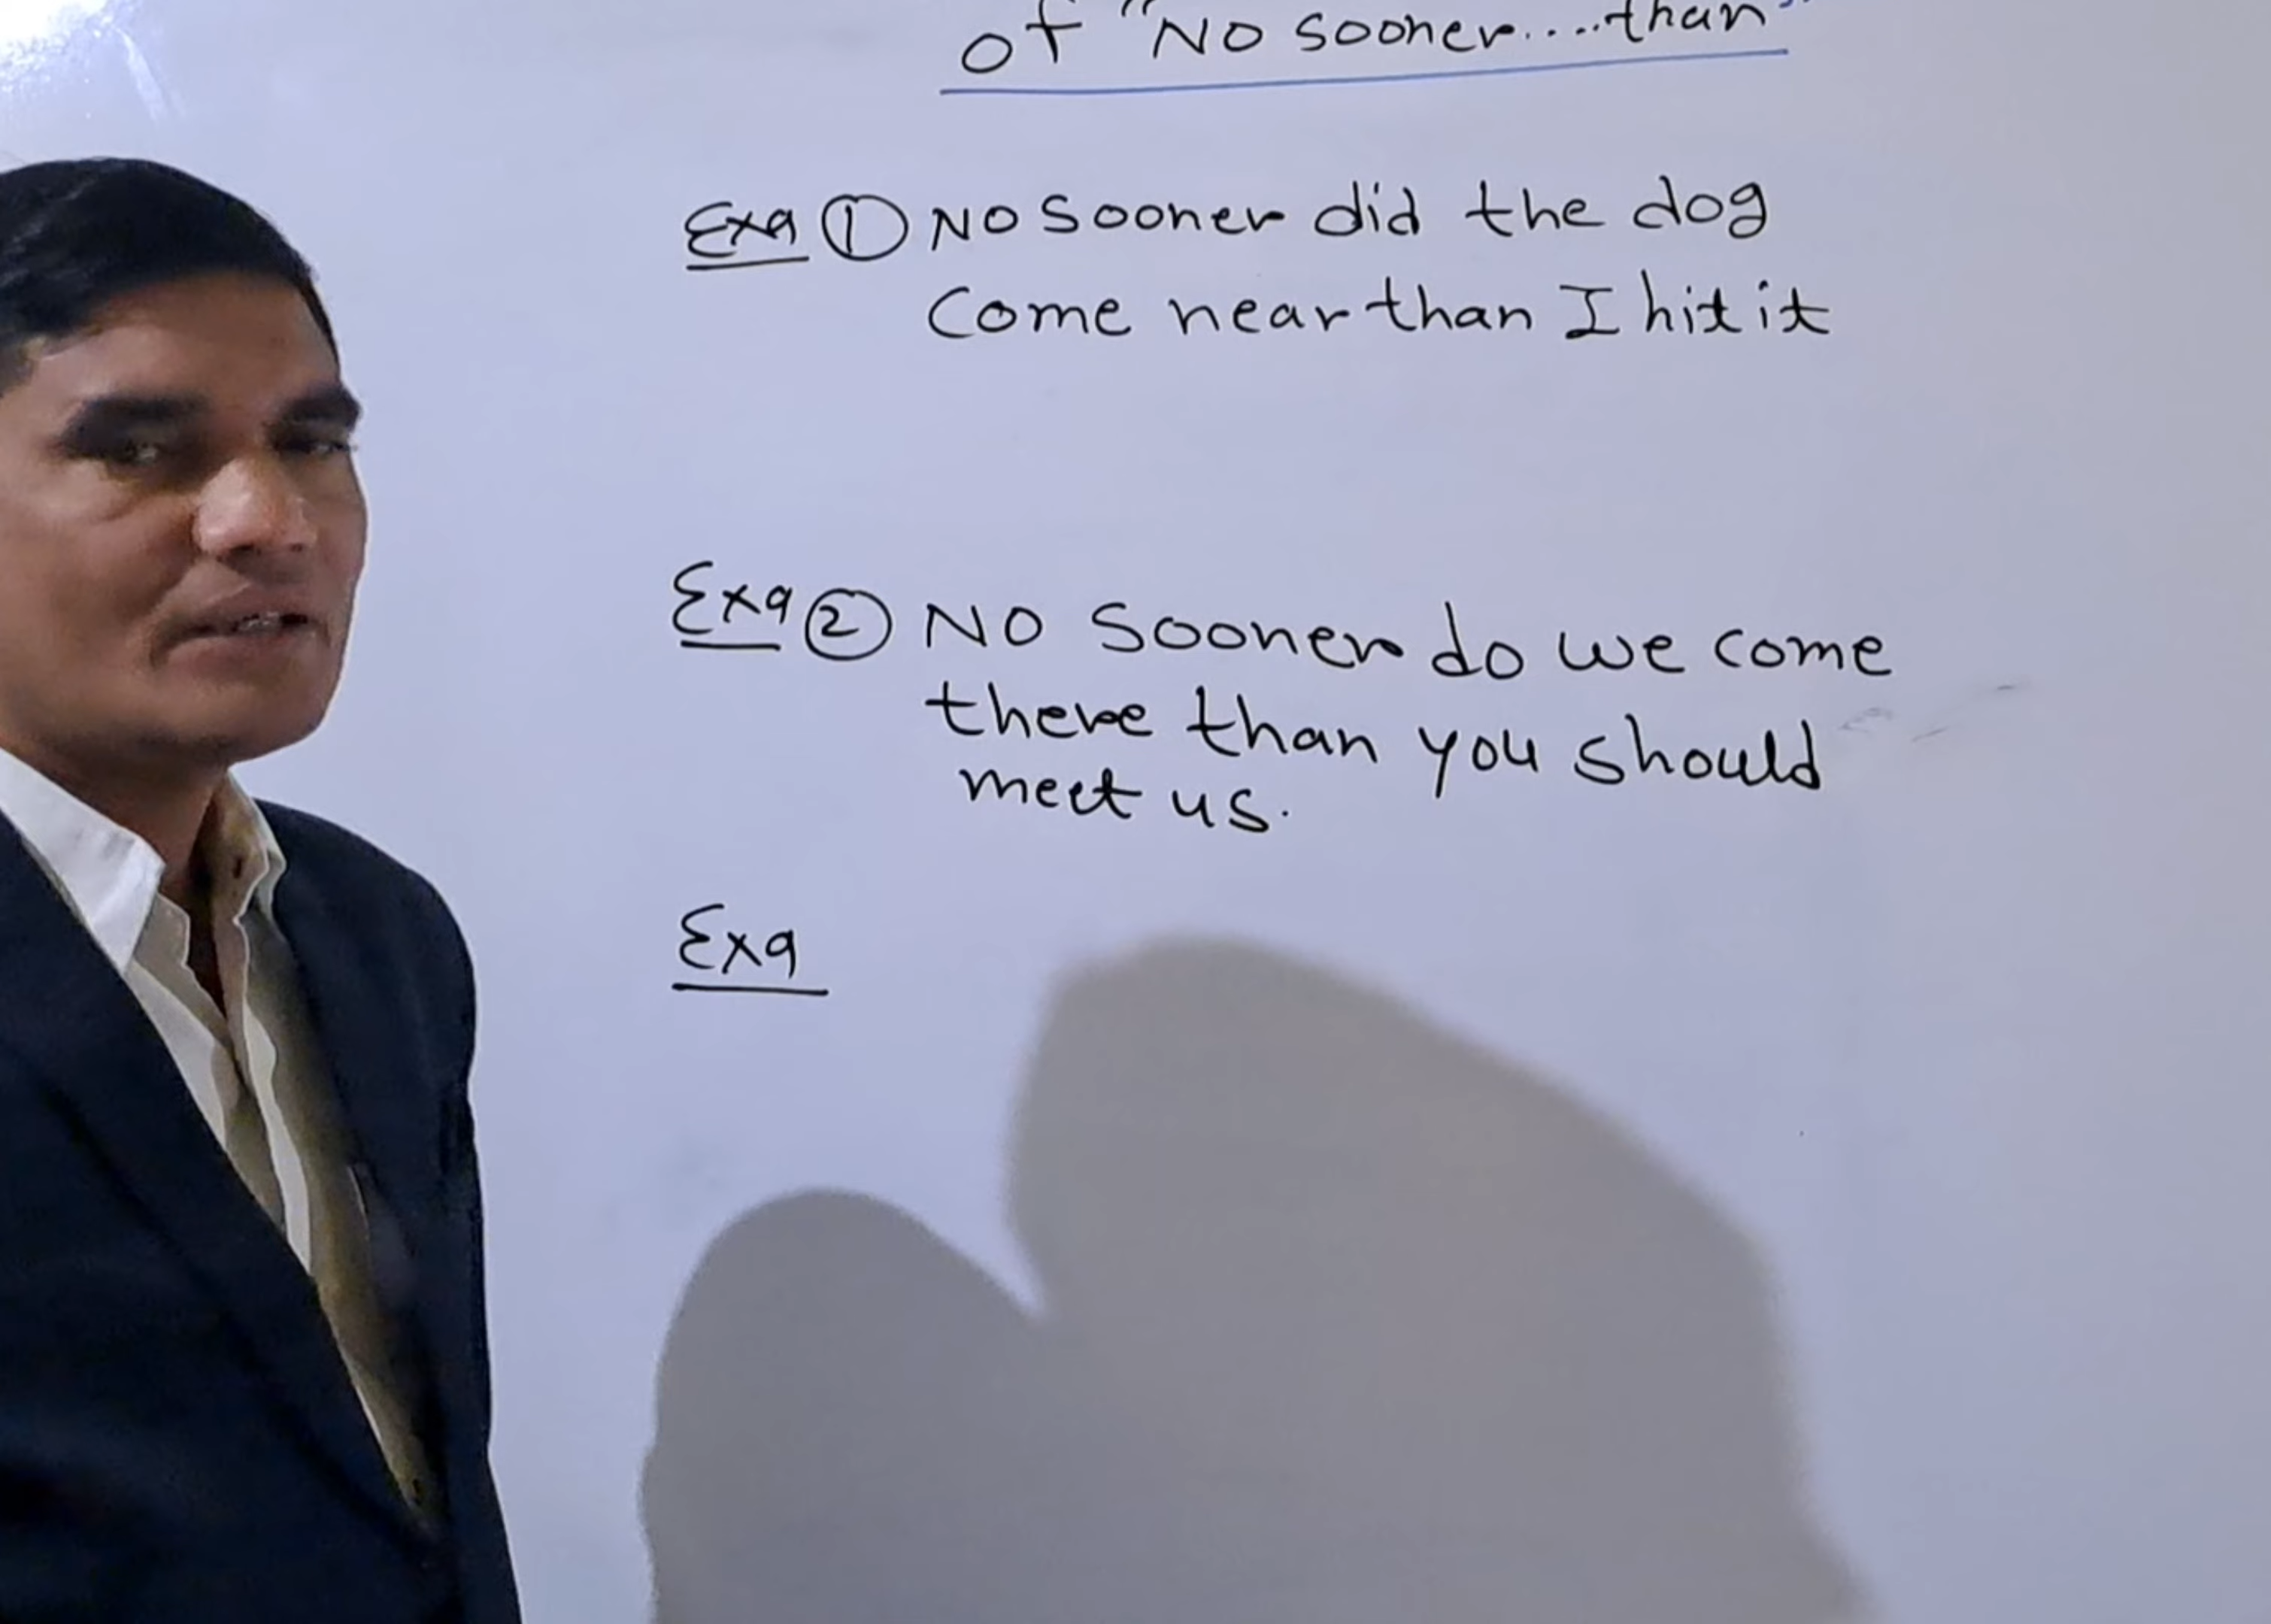 of "No sooner....than"
Exa ① No sooner did the dog
come near than I hit it
Exa ② No sooner do we come
there than you should
meet us.
Exa